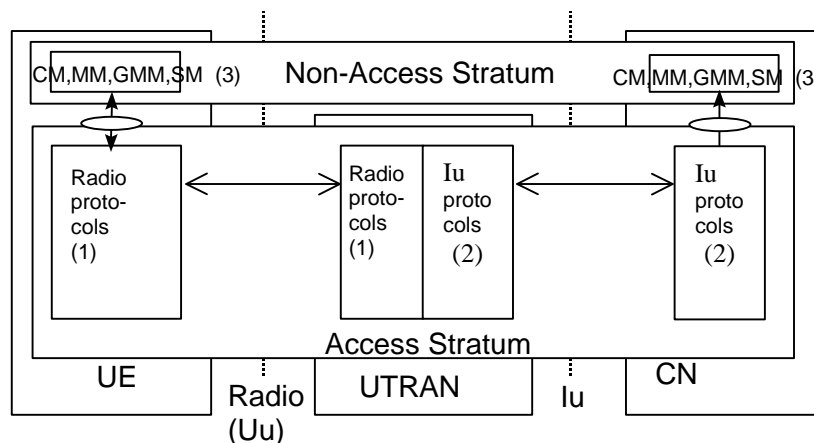 CM,MM,GMM,SM (3)
Non-Access Stratum
CM,MM,GMM,SM (3
Radio
proto-
cols
(1)
Radio
proto-
cols
(1)
Iu
proto
cols
(2)
Iu
proto
cols
(2)
Access Stratum
UE
Radio
(Uu)
UTRAN
Iu
CN